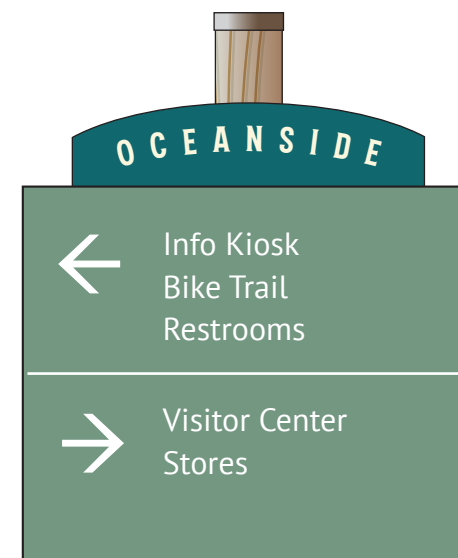 OCEANSIDE
Info Kiosk
Bike Trail
Restrooms
Visitor Center
Stores